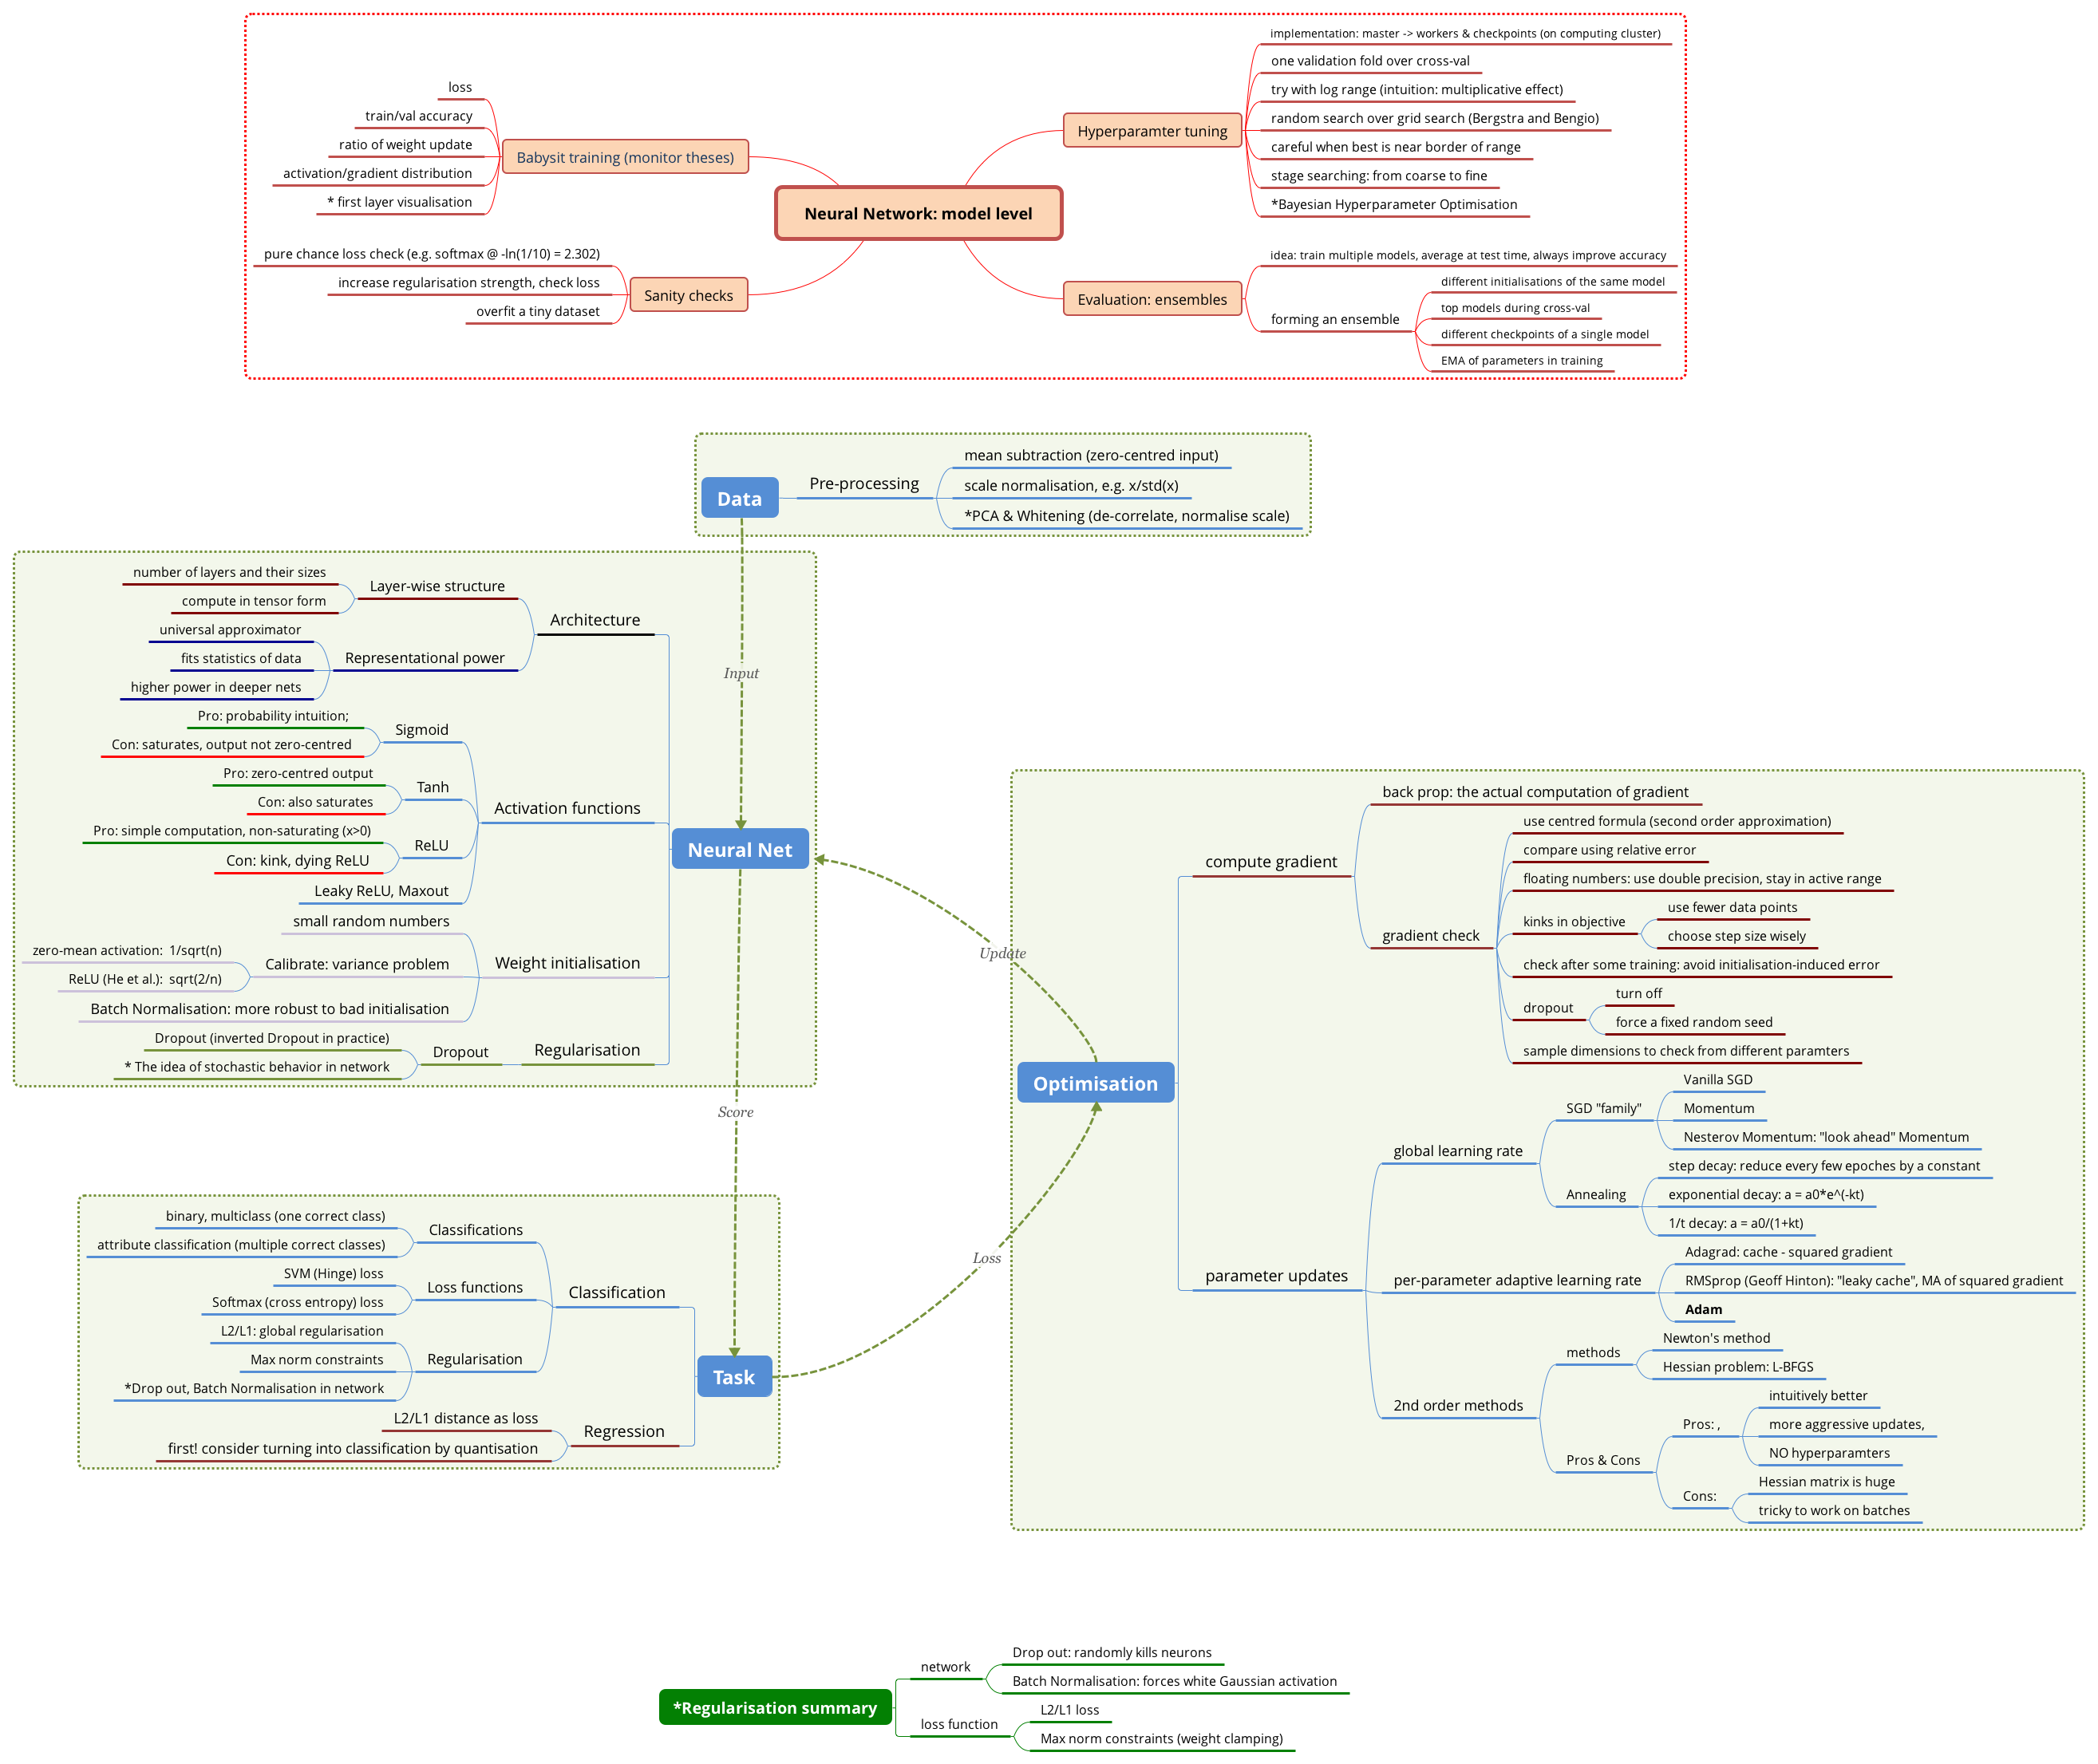 Neural Network: model level
Babysit training (monitor theses)
loss
train/val accuracy
ratio of weight update
activation/gradient distribution
* first layer visualisation
Sanity checks
pure chance loss check (e.g. softmax @ -ln(1/10) = 2.302)
increase regularisation strength, check loss
overfit a tiny dataset
Hyperparamter tuning
implementation: master -> workers & checkpoints (on computing cluster)
one validation fold over cross-val
try with log range (intuition: multiplicative effect)
random search over grid search (Bergstra and Bengio)
careful when best is near border of range
stage searching: from coarse to fine
*Bayesian Hyperparameter Optimisation
Evaluation: ensembles
idea: train multiple models, average at test time, always improve accuracy
forming an ensemble
different initialisations of the same model
top models during cross-val
different checkpoints of a single model
EMA of parameters in training
Data
Pre-processing
mean subtraction (zero-centred input)
scale normalisation, e.g. x/std(x)
*PCA & Whitening (de-correlate, normalise scale)
Input
Neural Net
Architecture
Layer-wise structure
number of layers and their sizes
compute in tensor form
Representational power
universal approximator
fits statistics of data
higher power in deeper nets
Activation functions
Sigmoid
Pro: probability intuition;
Con: saturates, output not zero-centred
Tanh
Pro: zero-centred output
Con: also saturates
ReLU
Pro: simple computation, non-saturating (x>0)
Con: kink, dying ReLU
Leaky ReLU, Maxout
Weight initialisation
small random numbers
Calibrate: variance problem
zero-mean activation: 1/sqrt(n)
ReLU (He et al.): sqrt(2/n)
Batch Normalisation: more robust to bad initialisation
Regularisation
Dropout
Dropout (inverted Dropout in practice)
* The idea of stochastic behavior in network
Score
Task
Classification
Classifications
binary, multiclass (one correct class)
attribute classification (multiple correct classes)
Loss functions
SVM (Hinge) loss
Softmax (cross entropy) loss
Regularisation
L2/L1: global regularisation
Max norm constraints
*Drop out, Batch Normalisation in network
Regression
L2/L1 distance as loss
first! consider turning into classification by quantisation
Loss
Update
Optimisation
compute gradient
back prop: the actual computation of gradient
gradient check
use centred formula (second order approximation)
compare using relative error
floating numbers: use double precision, stay in active range
kinks in objective
use fewer data points
choose step size wisely
check after some training: avoid initialisation-induced error
dropout
turn off
force a fixed random seed
sample dimensions to check from different paramters
parameter updates
global learning rate
SGD "family"
Vanilla SGD
Momentum
Nesterov Momentum: "look ahead" Momentum
Annealing
step decay: reduce every few epoches by a constant
exponential decay: a = a0*e^(-kt)
1/t decay: a = a0/(1+kt)
per-parameter adaptive learning rate
Adagrad: cache - squared gradient
RMSprop (Geoff Hinton): "leaky cache", MA of squared gradient
Adam
2nd order methods
methods
Newton's method
Hessian problem: L-BFGS
Pros & Cons
Pros: ,
intuitively better
more aggressive updates,
NO hyperparamters
Cons:
Hessian matrix is huge
tricky to work on batches
*Regularisation summary
network
Drop out: randomly kills neurons
Batch Normalisation: forces white Gaussian activation
loss function
L2/L1 loss
Max norm constraints (weight clamping)